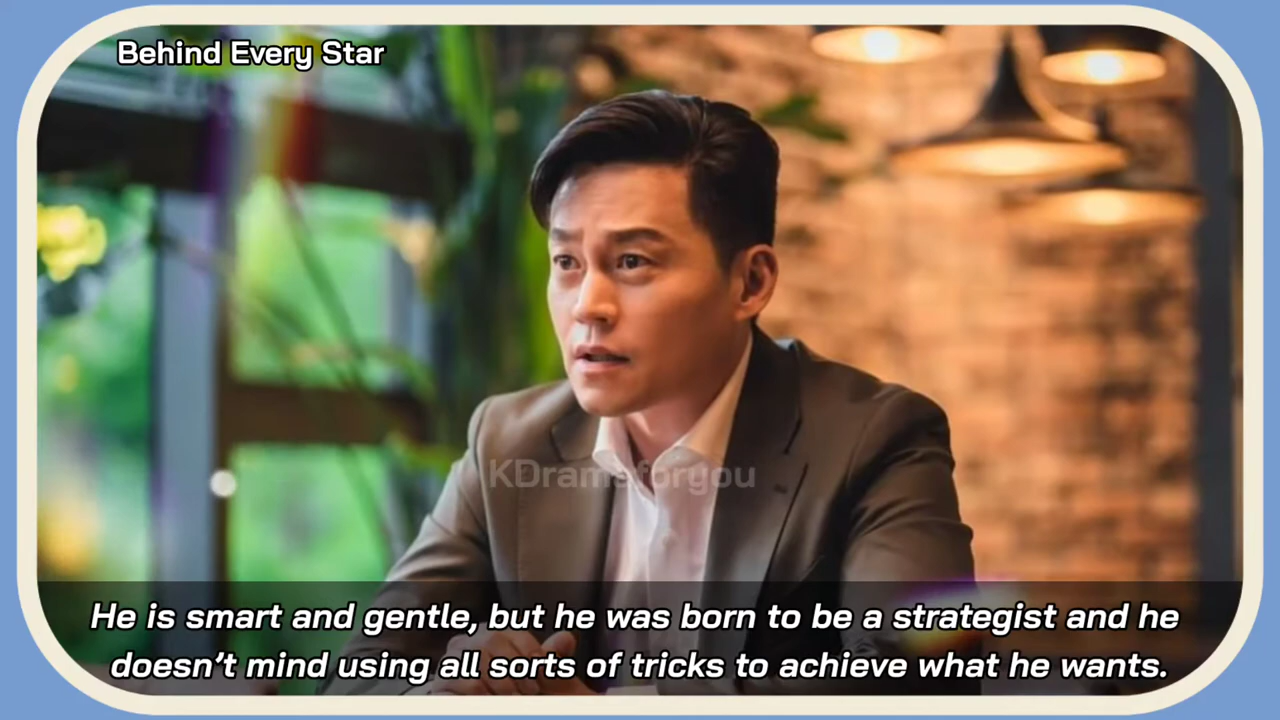 Behind Every Star
KDramaforyou
He is smart and gentle, but he was born to be a strategist and he
doesn't mind using all sorts of tricks to achieve what he wants.